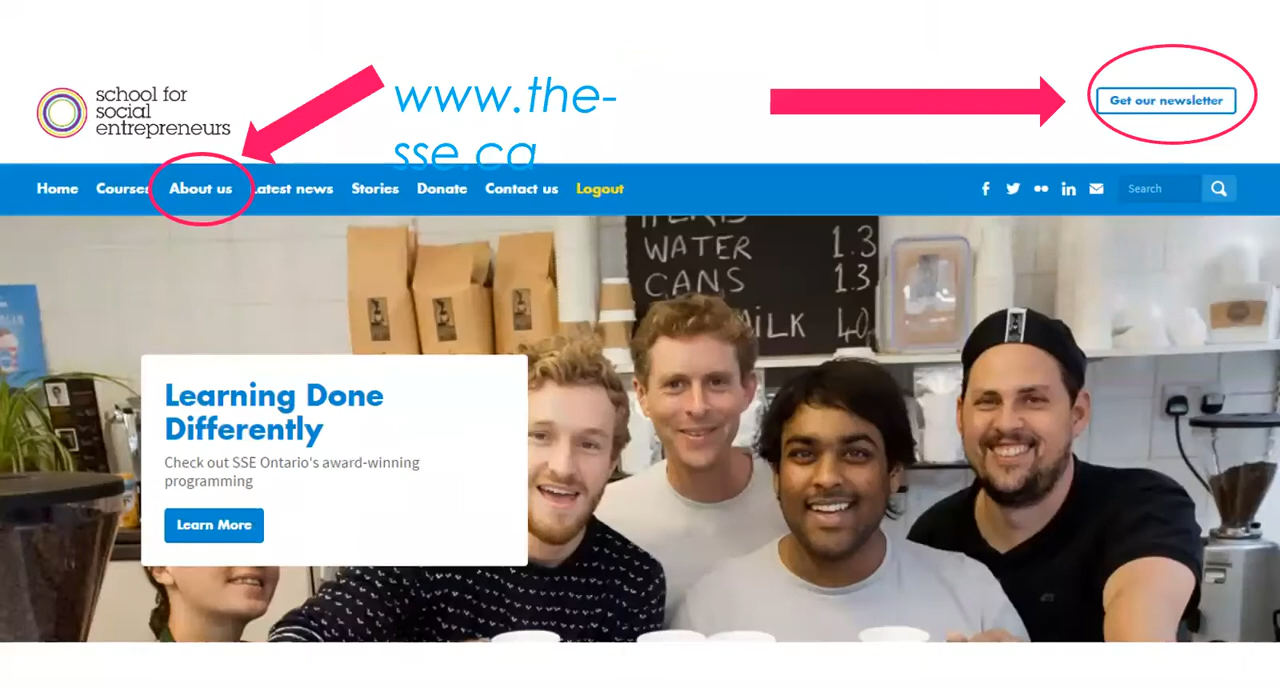 www.the-
sse.ca
school for
social
entrepreneurs
Get our newsletter
Home Courses About us Latest news Stories Donate Contact us Logout
Search
WATER 1.3
CANS 1.3
MILK 40
Learning Done
Differently
Check out SSE Ontario's award-winning
programming
Learn More